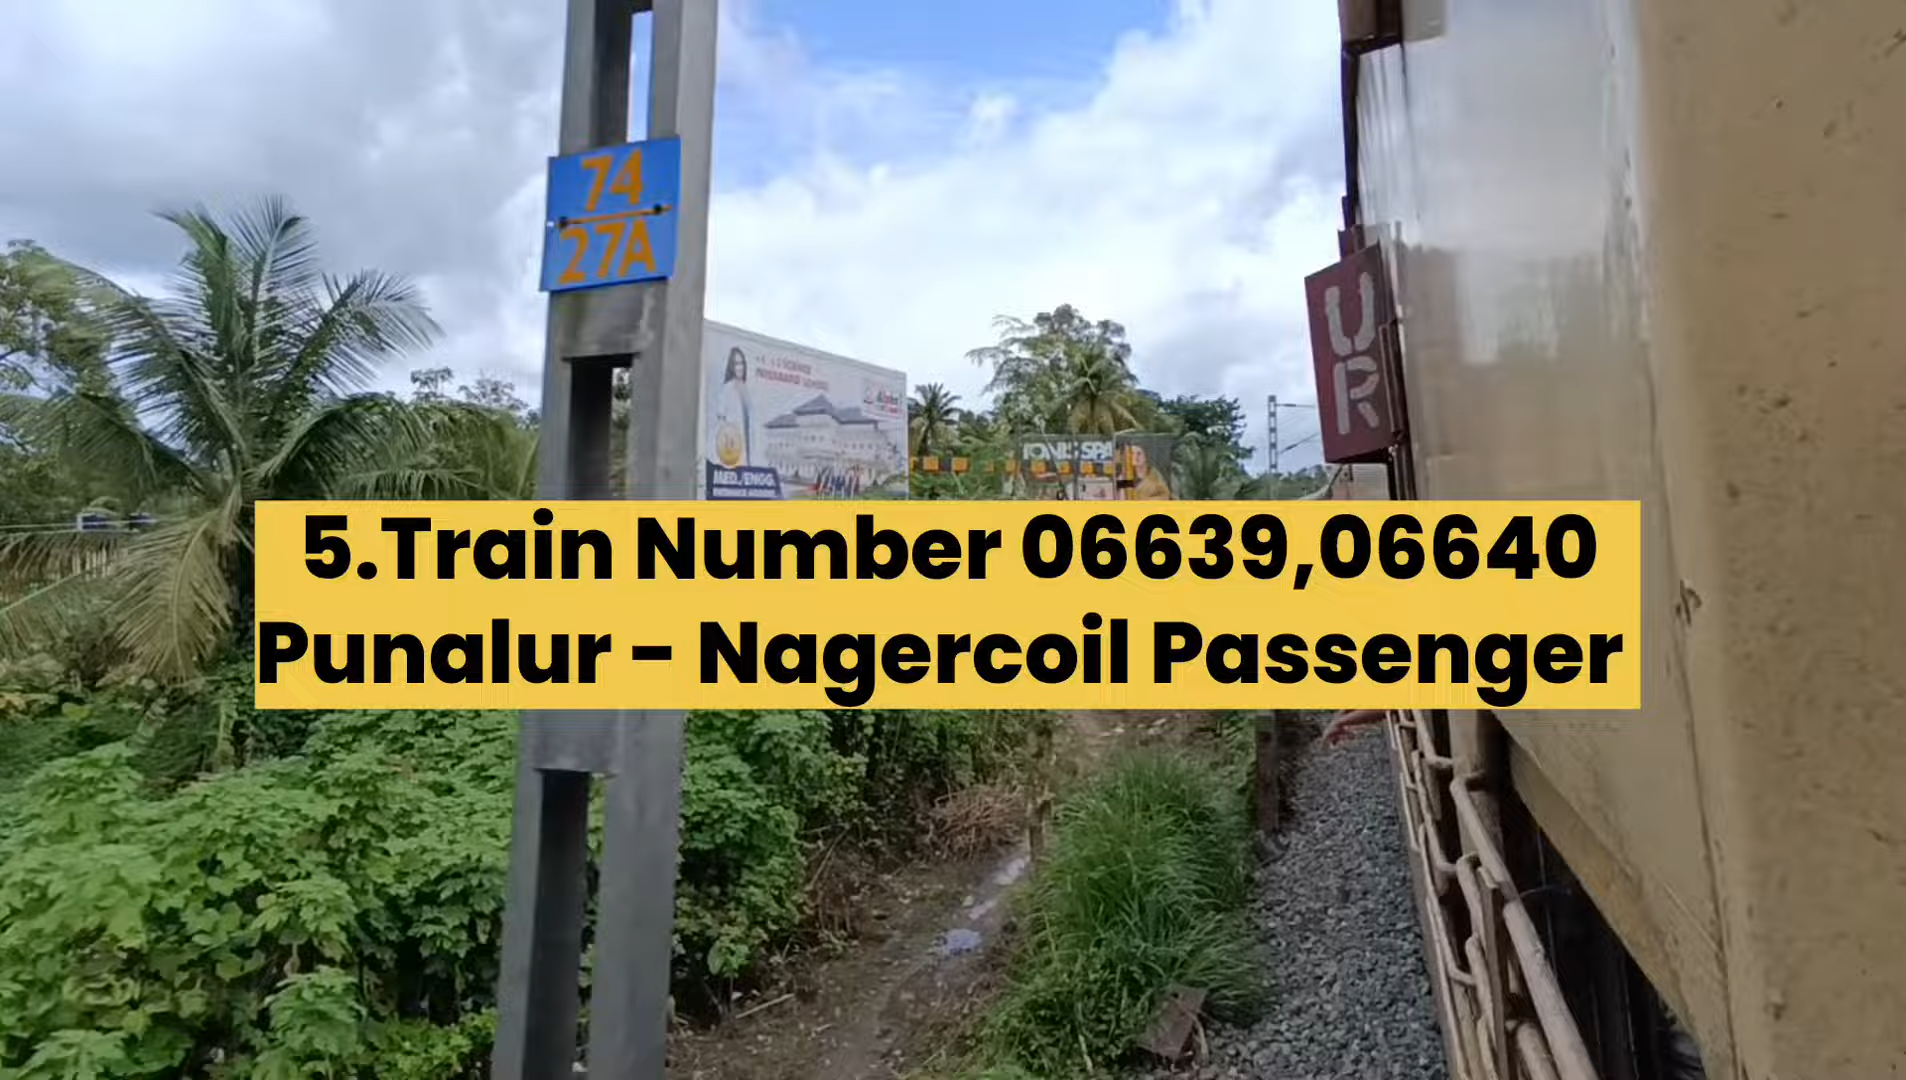 74
27A
UR
MED./ENGG.
5.Train Number 06639,06640
Punalur - Nagercoil Passenger